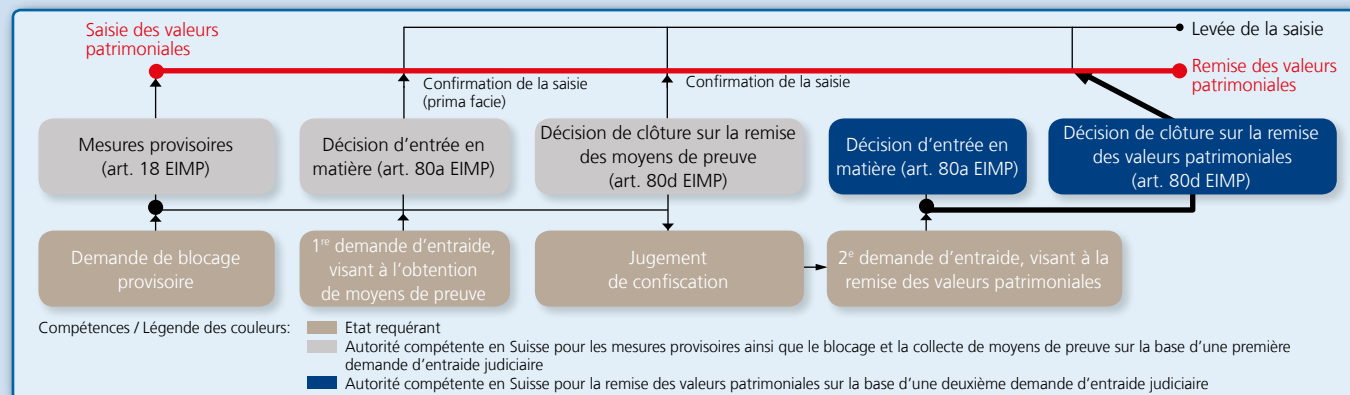 Saisie des valeurs
patrimoniales
Levée de la saisie
Confirmation de la saisie
(prima facie)
Confirmation de la saisie
Remise des valeurs
patrimoniales
Mesures provisoires
(art. 18 EIMP)
Décision d'entrée en
matière (art. 80a EIMP)
Décision de clôture sur la remise
des moyens de preuve
(art. 80d EIMP)
Décision d'entrée en
matière (art. 80a EIMP)
Décision de clôture sur la remise
des valeurs patrimoniales
(art. 80d EIMP)
Demande de blocage
provisoire
1re demande d'entraide,
visant à l'obtention
de moyens de preuve
Jugement
de confiscation
2e demande d'entraide, visant à la
remise des valeurs patrimoniales
Compétences / Légende des couleurs:
Etat requérant
Autorité compétente en Suisse pour les mesures provisoires ainsi que le blocage et la collecte de moyens de preuve sur la base d'une première
demande d'entraide judiciaire
Autorité compétente en Suisse pour la remise des valeurs patrimoniales sur la base d'une deuxième demande d'entraide judiciaire